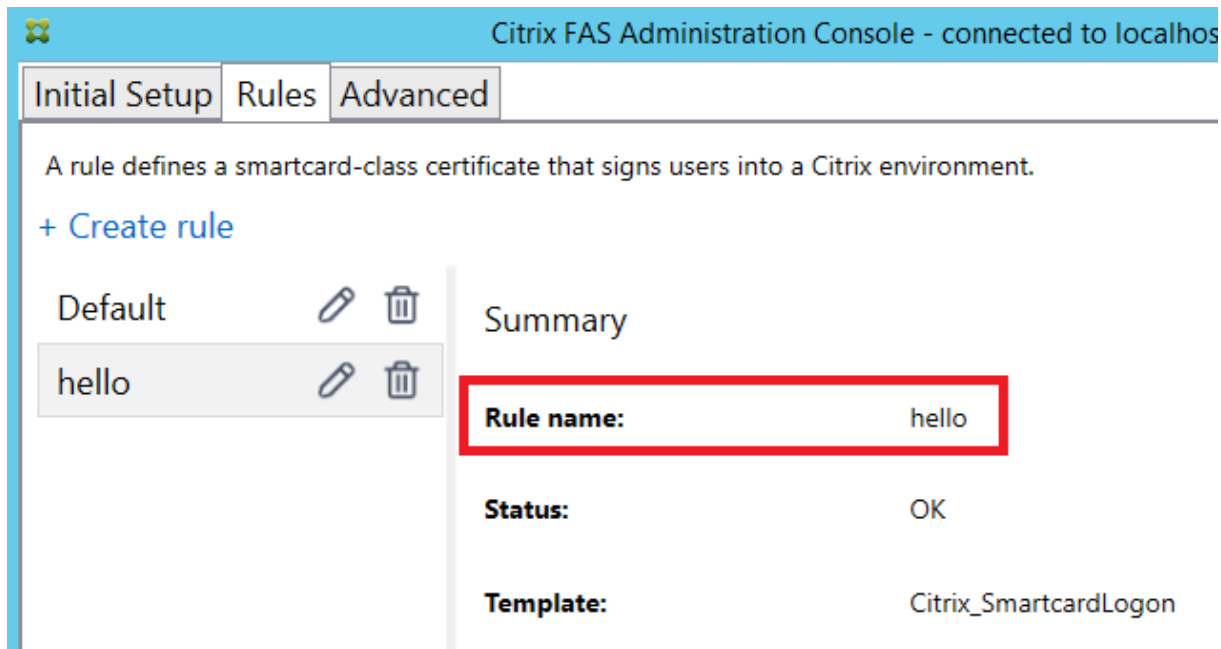 Citrix FAS Administration Console - connected to localhos
Initial Setup Rules Advanced
A rule defines a smartcard-class certificate that signs users into a Citrix environment.
+ Create rule
Default
hello
Summary
Rule name: hello
Status: OK
Template: Citrix_SmartcardLogon